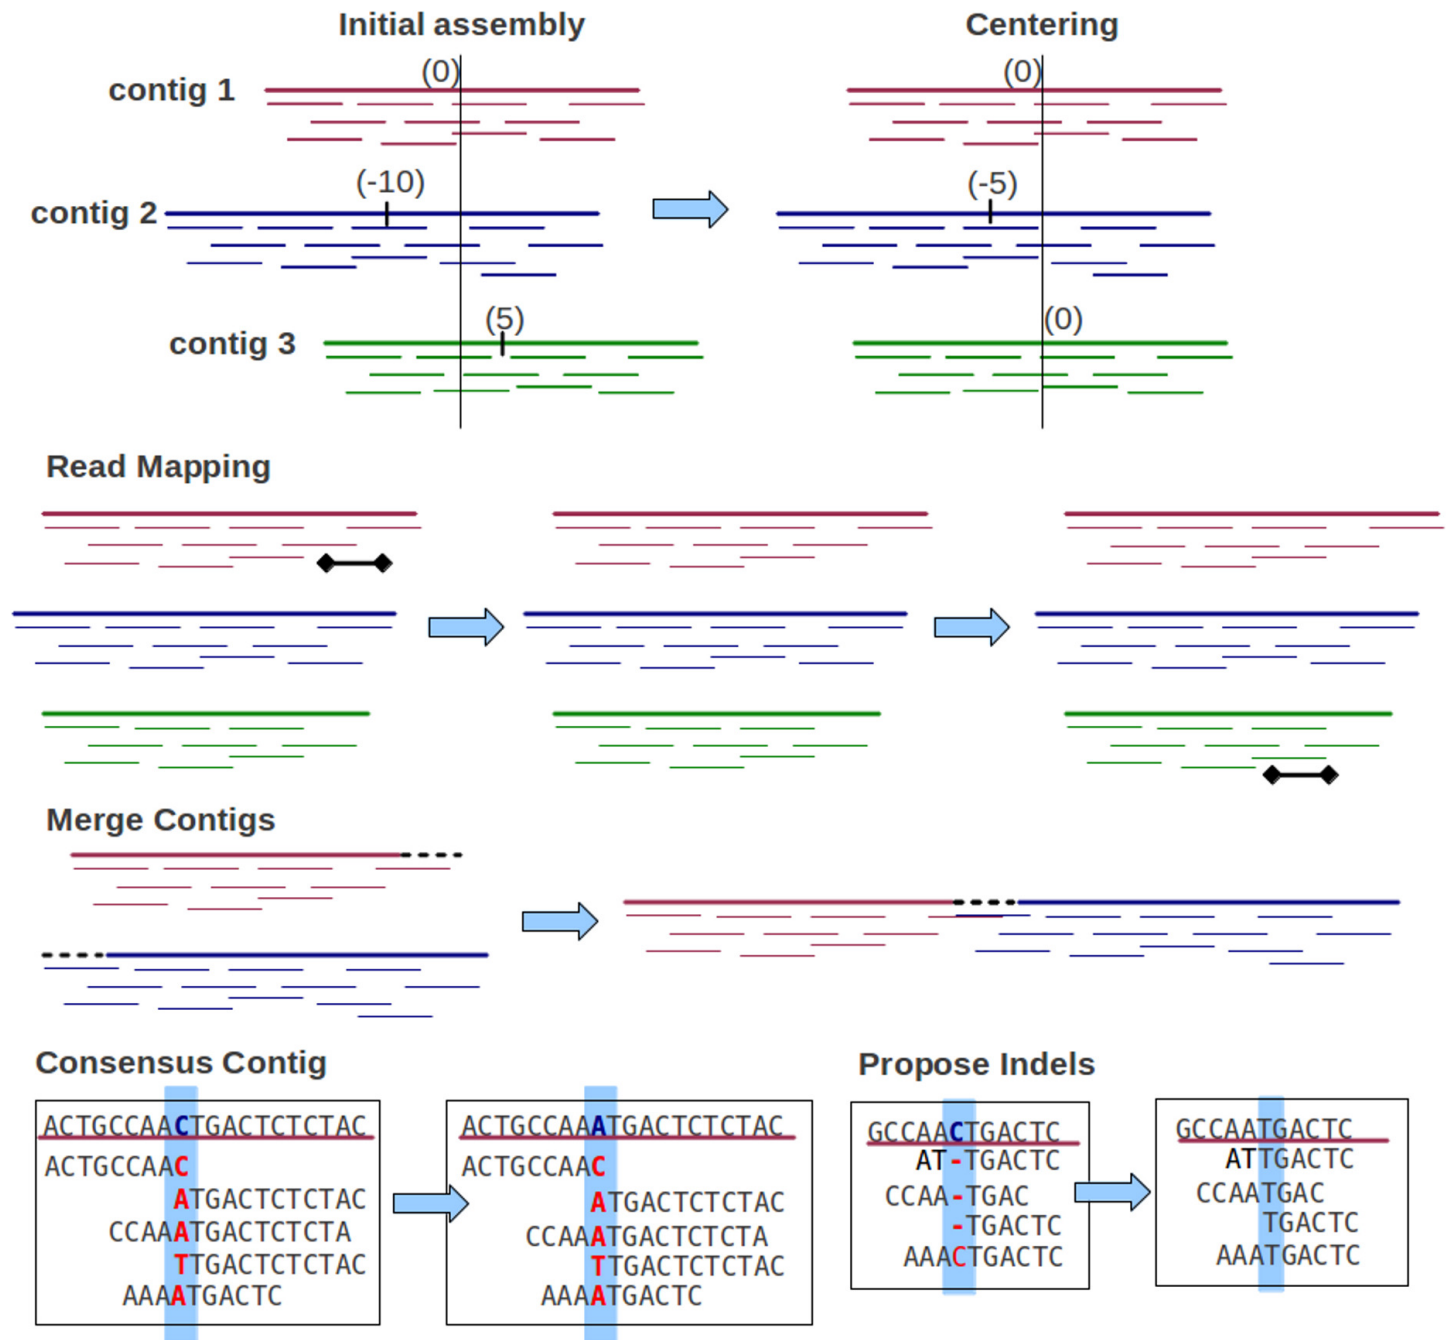 Initial assembly
Centering
contig 1
(0)
(0)
contig 2
(-10)
(-5)
contig 3
(5)
(0)
Read Mapping
Merge Contigs
Consensus Contig
ACTGCCAACTGACTCTCTAC
ACTGCCAAC
ATGACTCTCTAC
CCAAATGACTCTCTA
TTGACTCTCTAC
AAAATGACTC
ACTGCCAAATGACTCTCTAC
ACTGCCAAC
ATGACTCTCTAC
CCAAATGACTCTCTA
TTGACTCTCTAC
AAAATGACTC
Propose Indels
GCCAACTGACTC
AT-TGACTC
CCAA-TGAC
-TGACTC
AAACTGACTC
GCCAATGACTC
ATTGACTC
CCAATGAC
TGACTC
AAATGACTC